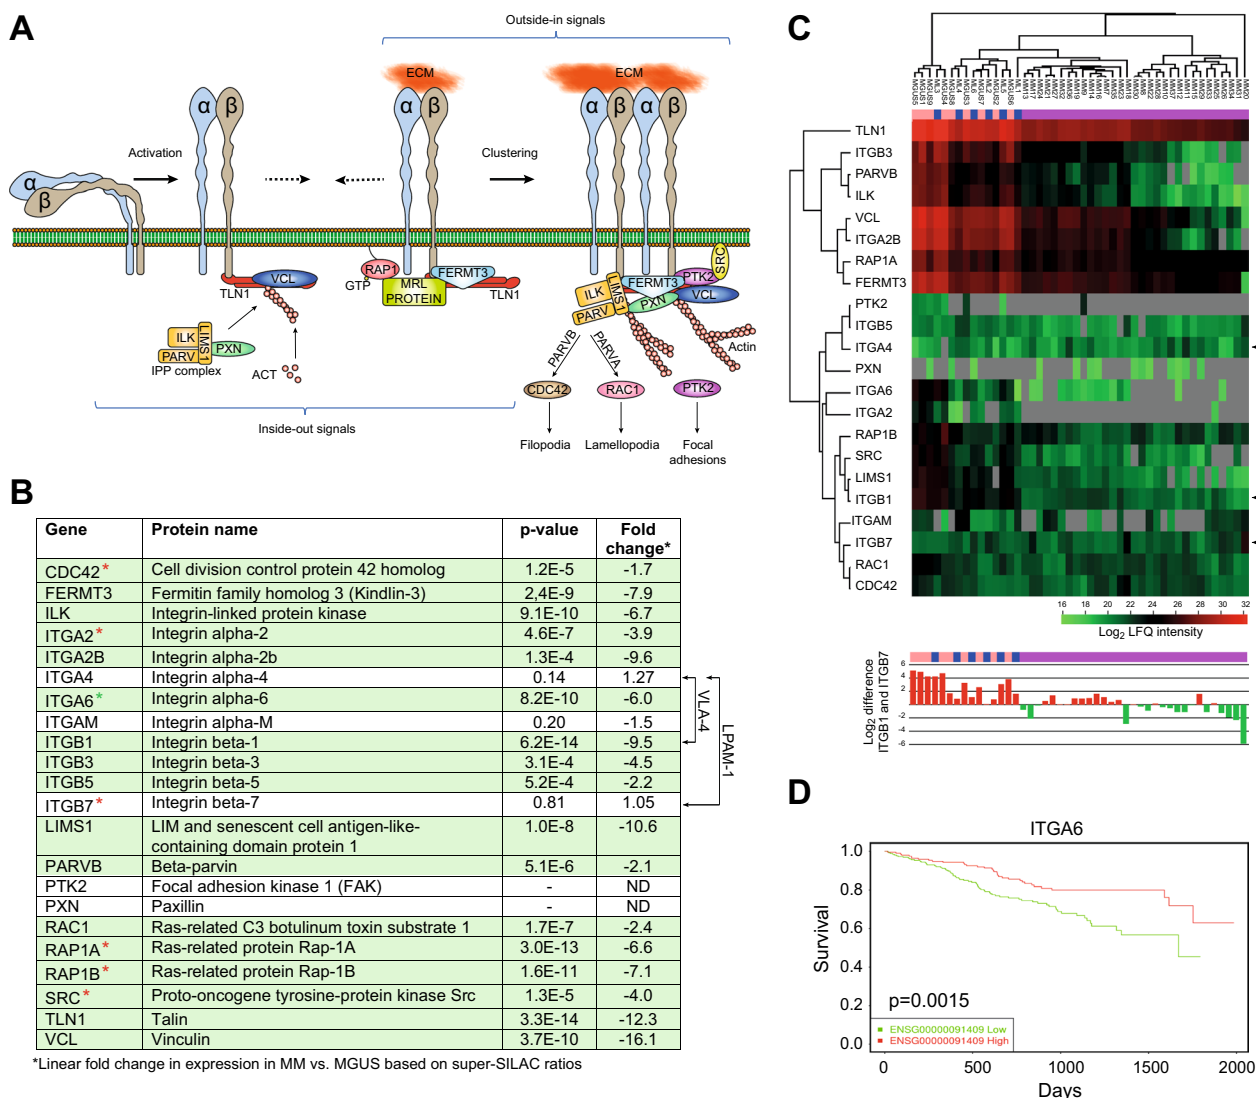 A
Outside-in signals
ECM
ECM
α
β
α
β
α
β
α
β
α
β
Activation
Clustering
RAP1
GTP
MRL
PROTEIN
FERMT3
TLN1
VCL
TLN1
ILK
PARV
LIMS1
PXN
IPP complex
ACT
ILK
PARV
LIMS1
FERMT3
PXN
PTK2
SRC
VCL
Actin
PARVB
PARVA
CDC42
RAC1
PTK2
Filopodia
Lamellopodia
Focal
adhesions
Inside-out signals
B
Gene Protein name p-value Fold
change*
CDC42* Cell division control protein 42 homolog 1.2E-5 -1.7
FERMT3 Fermitin family homolog 3 (Kindlin-3) 2,4E-9 -7.9
ILK Integrin-linked protein kinase 9.1E-10 -6.7
ITGA2* Integrin alpha-2 4.6E-7 -3.9
ITGA2B Integrin alpha-2b 1.3E-4 -9.6
ITGA4 Integrin alpha-4 0.14 1.27
ITGA6* Integrin alpha-6 8.2E-10 -6.0
ITGAM Integrin alpha-M 0.20 -1.5
ITGB1 Integrin beta-1 6.2E-14 -9.5
ITGB3 Integrin beta-3 3.1E-4 -4.5
ITGB5 Integrin beta-5 5.2E-4 -2.2
ITGB7* Integrin beta-7 0.81 1.05
LIMS1 LIM and senescent cell antigen-like-
containing domain protein 1 1.0E-8 -10.6
PARVB Beta-parvin 5.1E-6 -2.1
PTK2 Focal adhesion kinase 1 (FAK) - ND
PXN Paxillin - ND
RAC1 Ras-related C3 botulinum toxin substrate 1 1.7E-7 -2.4
RAP1A* Ras-related protein Rap-1A 3.0E-13 -6.6
RAP1B* Ras-related protein Rap-1B 1.6E-11 -7.1
SRC* Proto-oncogene tyrosine-protein kinase Src 1.3E-5 -4.0
TLN1 Talin 3.3E-14 -12.3
VCL Vinculin 3.7E-10 -16.1
VLA-4
LPAM-1
*Linear fold change in expression in MM vs. MGUS based on super-SILAC ratios
C
TLN1
ITGB3
PARVB
ILK
VCL
ITGA2B
RAP1A
FERMT3
PTK2
ITGB5
ITGA4
PXN
ITGA6
ITGA2
RAP1B
SRC
LIMS1
ITGB1
ITGAM
ITGB7
RAC1
CDC42
16 18 20 22 24 26 28 30 32
Log2 LFQ intensity
Log2 difference
ITGB1 and ITGB7
6
4
2
-2
-4
-6
D
ITGA6
Survival
1.0
0.8
0.6
0.4
0.2
0.0
p=0.0015
ENSG00000091409 Low
ENSG00000091409 High
0 500 1000 1500 2000
Days